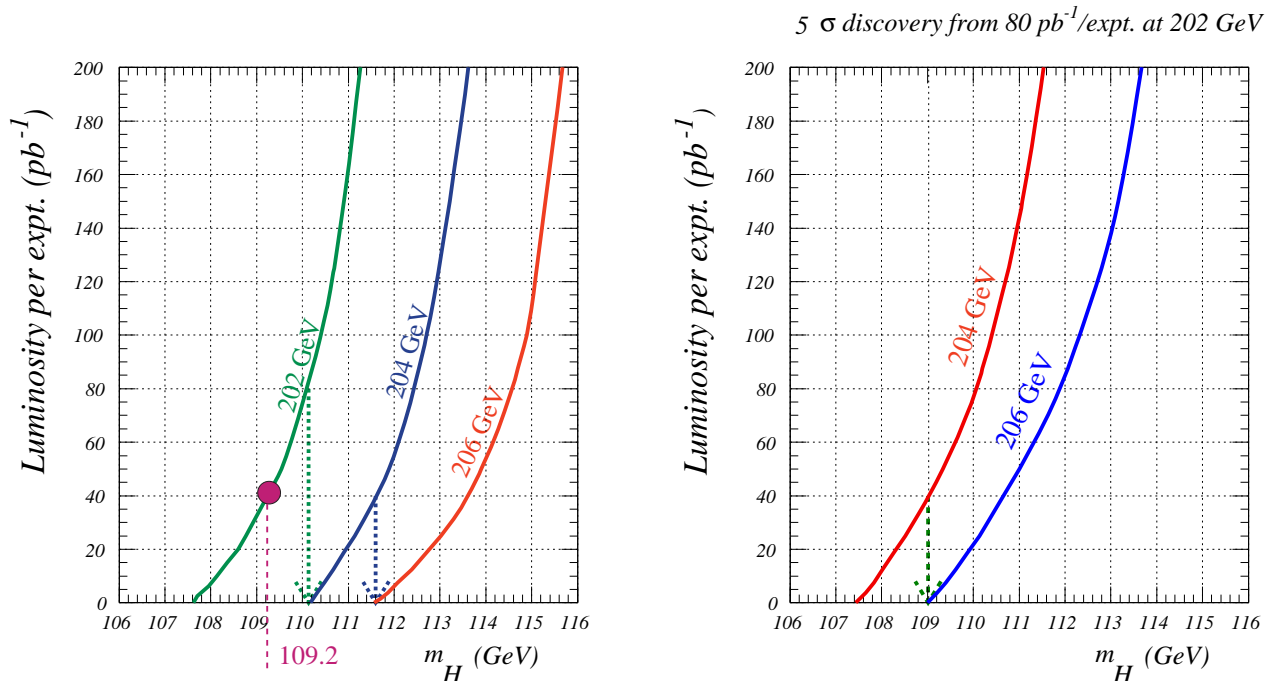 5 σ discovery from 80 pb-1/expt. at 202 GeV
Luminosity per expt. (pb-1)
200
180
160
140
120
100
80
60
40
20
0
202 GeV
204 GeV
206 GeV
106 107 108 109 110 111 112 113 114 115 116
109.2
mH (GeV)
Luminosity per expt. (pb-1)
200
180
160
140
120
100
80
60
40
20
0
204 GeV
206 GeV
106 107 108 109 110 111 112 113 114 115 116
mH (GeV)